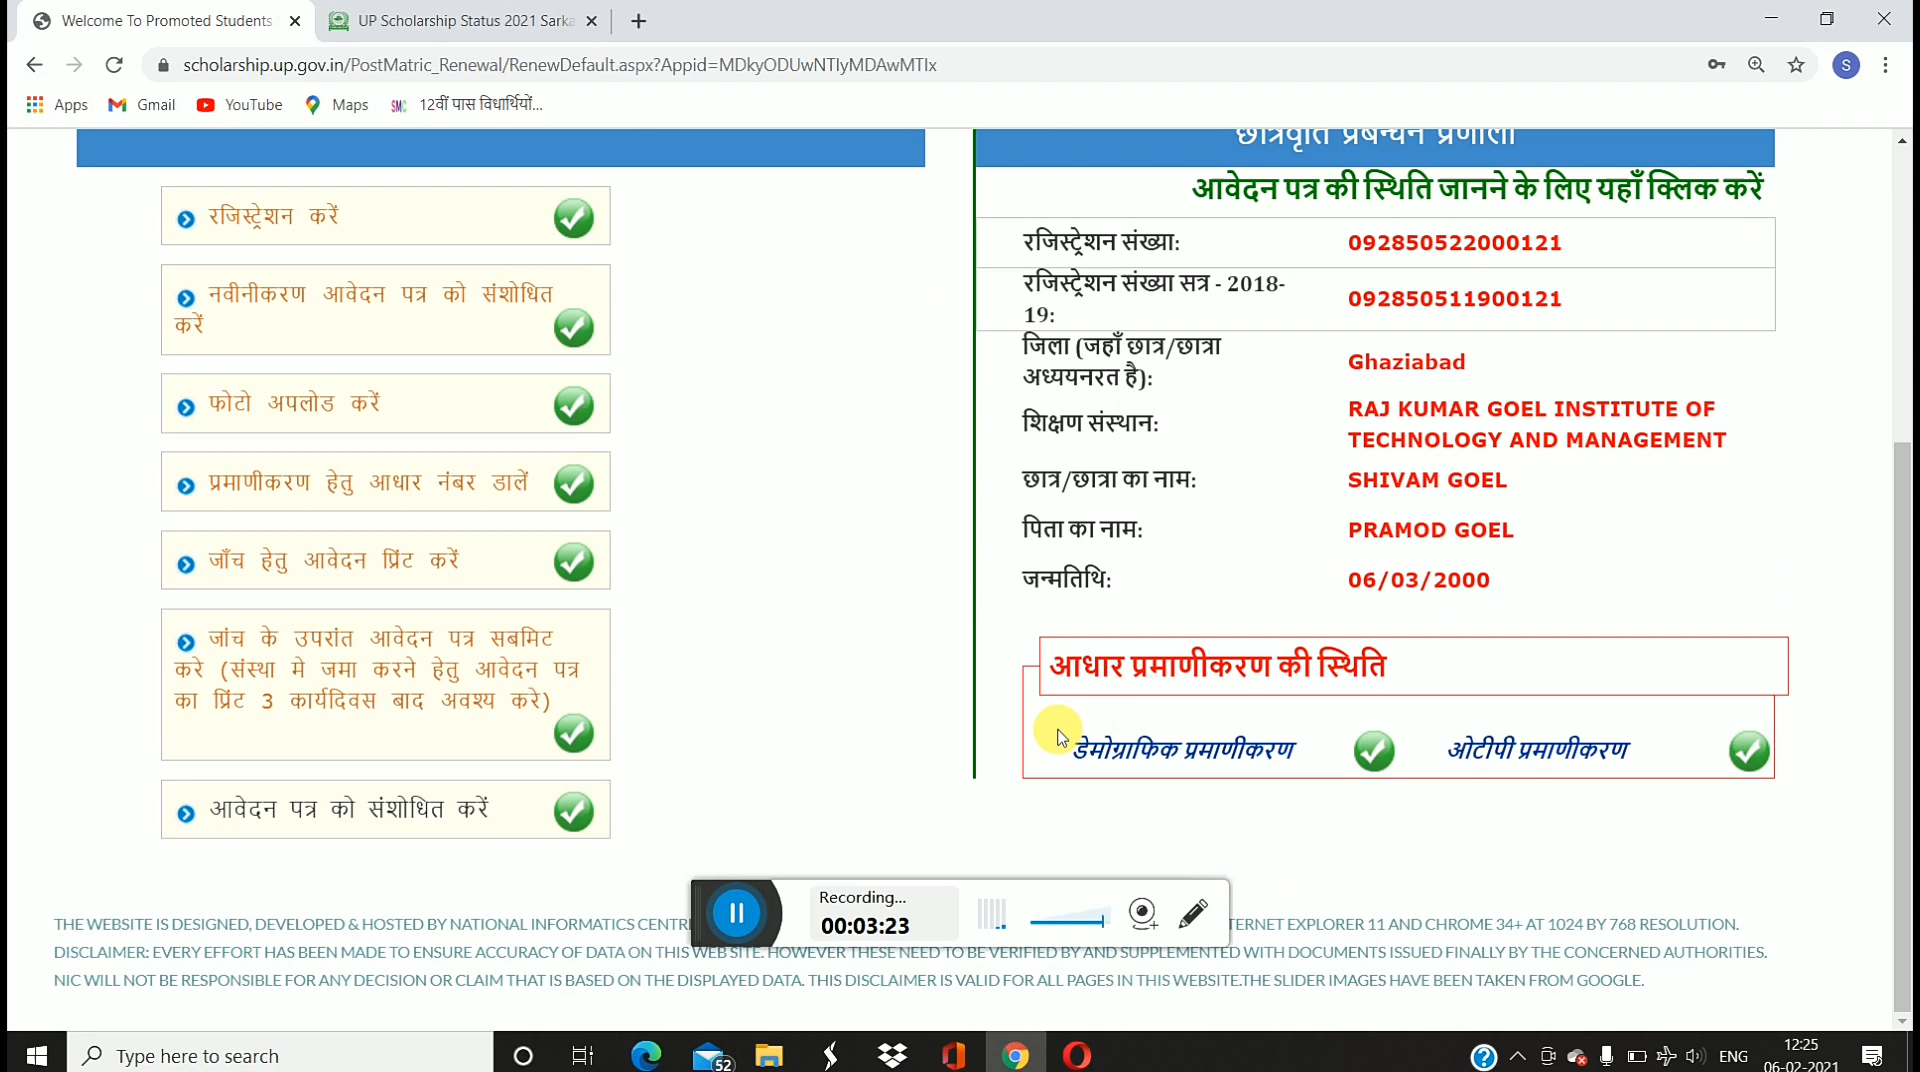 Welcome To Promoted Students
UP Scholarship Status 2021 Sarka
scholarship.up.gov.in/PostMatric_Renewal/RenewDefault.aspx?Appid=MDkyODUwNTIyMDAwMTIx
S
Apps
Gmail
YouTube
Maps
SMC 12वीं पास विधार्थियों...
रजिस्ट्रेशन करें
नवीनीकरण आवेदन पत्र को संशोधित
करें
फोटो अपलोड करें
प्रमाणीकरण हेतु आधार नंबर डालें
जाँच हेतु आवेदन प्रिंट करें
जांच के उपरांत आवेदन पत्र सबमिट
करे (संस्था मे जमा करने हेतु आवेदन पत्र
का प्रिंट 3 कार्यदिवस बाद अवश्य करे)
आवेदन पत्र को संशोधित करें
छात्रवृति प्रबन्धन प्रणाली
आवेदन पत्र की स्थिति जानने के लिए यहाँ क्लिक करें
रजिस्ट्रेशन संख्या: 092850522000121
रजिस्ट्रेशन संख्या सत्र - 2018-
19: 092850511900121
जिला (जहाँ छात्र/छात्रा
अध्ययनरत है): Ghaziabad
शिक्षण संस्थान: RAJ KUMAR GOEL INSTITUTE OF
TECHNOLOGY AND MANAGEMENT
छात्र/छात्रा का नाम: SHIVAM GOEL
पिता का नाम: PRAMOD GOEL
जन्मतिथि: 06/03/2000
आधार प्रमाणीकरण की स्थिति
डेमोग्राफिक प्रमाणीकरण ओटीपी प्रमाणीकरण
Recording...
00:03:23
THE WEBSITE IS DESIGNED, DEVELOPED & HOSTED BY NATIONAL INFORMATICS CENTR TERNET EXPLORER 11 AND CHROME 34+ AT 1024 BY 768 RESOLUTION.
DISCLAIMER: EVERY EFFORT HAS BEEN MADE TO ENSURE ACCURACY OF DATA ON THIS WEB SITE. HOWEVER THESE NEED TO BE VERIFIED BY AND SUPPLEMENTED WITH DOCUMENTS ISSUED FINALLY BY THE CONCERNED AUTHORITIES.
NIC WILL NOT BE RESPONSIBLE FOR ANY DECISION OR CLAIM THAT IS BASED ON THE DISPLAYED DATA. THIS DISCLAIMER IS VALID FOR ALL PAGES IN THIS WEBSITE.THE SLIDER IMAGES HAVE BEEN TAKEN FROM GOOGLE.
Type here to search
52
ENG
12:25
06-02-2021